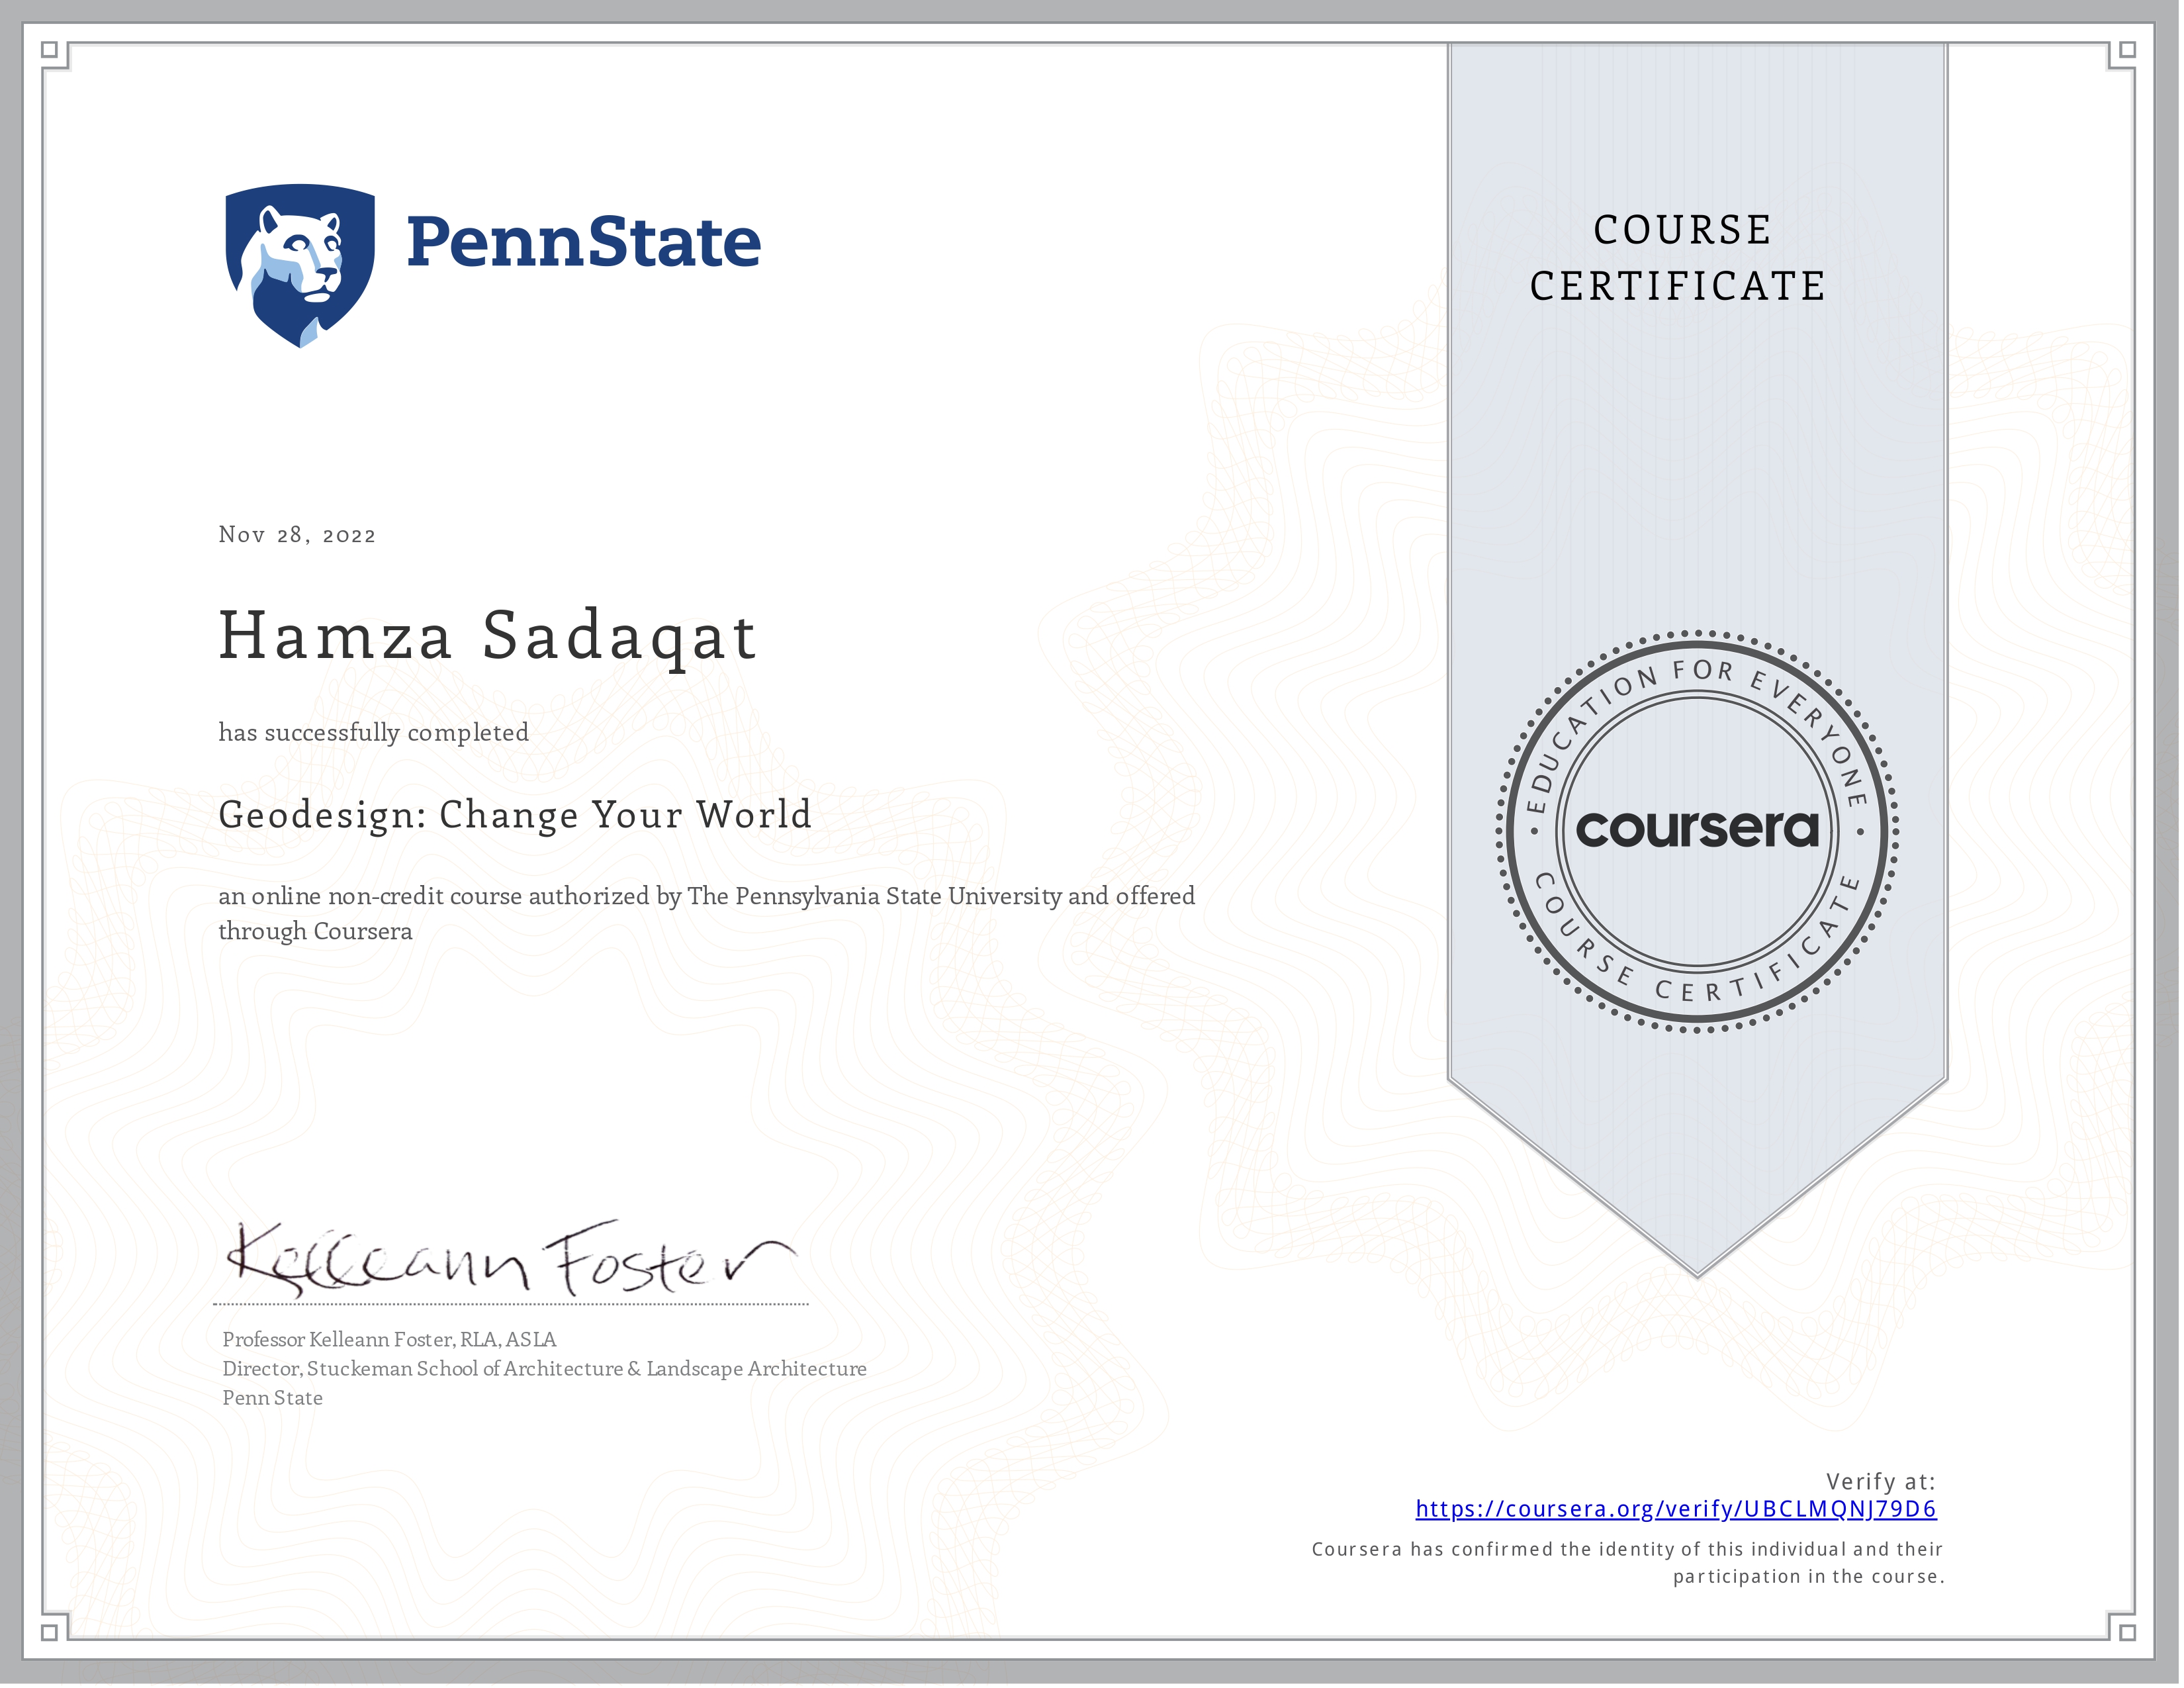 PennState
COURSE
CERTIFICATE
Nov 28, 2022
Hamza Sadaqat
has successfully completed
Geodesign: Change Your World
an online non-credit course authorized by The Pennsylvania State University and offered
through Coursera
EDUCATION FOR EVERYONE
coursera
COURSE CERTIFICATE
Kelleann Foster
Professor Kelleann Foster, RLA, ASLA
Director, Stuckeman School of Architecture & Landscape Architecture
Penn State
Verify at:
https://coursera.org/verify/UBCLMQNJ79D6
Coursera has confirmed the identity of this individual and their
participation in the course.